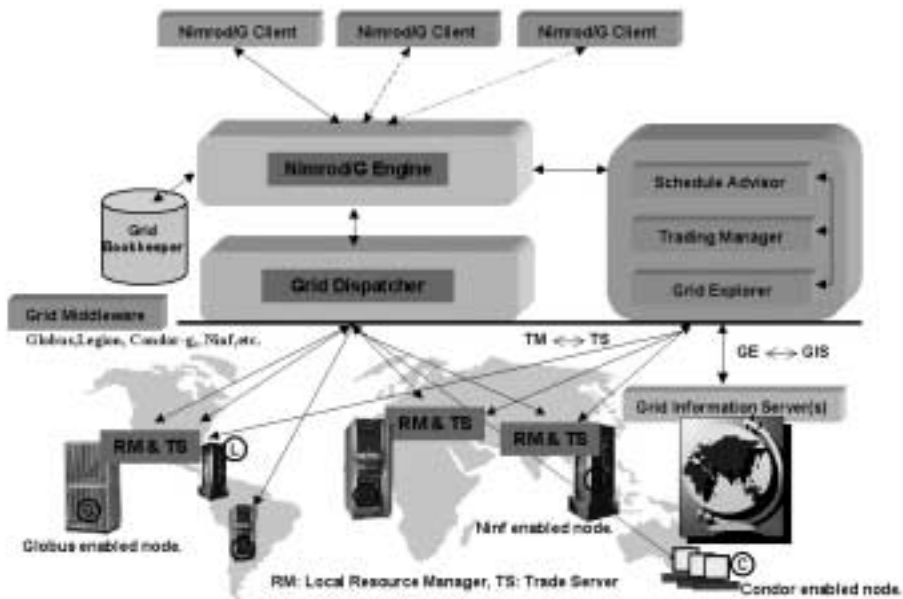 Nimrod/G Client
Nimrod/G Client
Nimrod/G Client
Nimrod/G Engine
Schedule Advisor
Trading Manager
Grid Explorer
Grid
Bookkeeper
Grid Dispatcher
Grid Middleware
Globus,Legion, Condor-g,, Ninf,etc.
TM ↔ TS
GE ↔ GIS
Grid Information Server(s)
RM & TS
RM & TS
RM & TS
L
G
C
Globus enabled node.
Ninf enabled node.
RM: Local Resource Manager, TS: Trade Server
Condor enabled node.